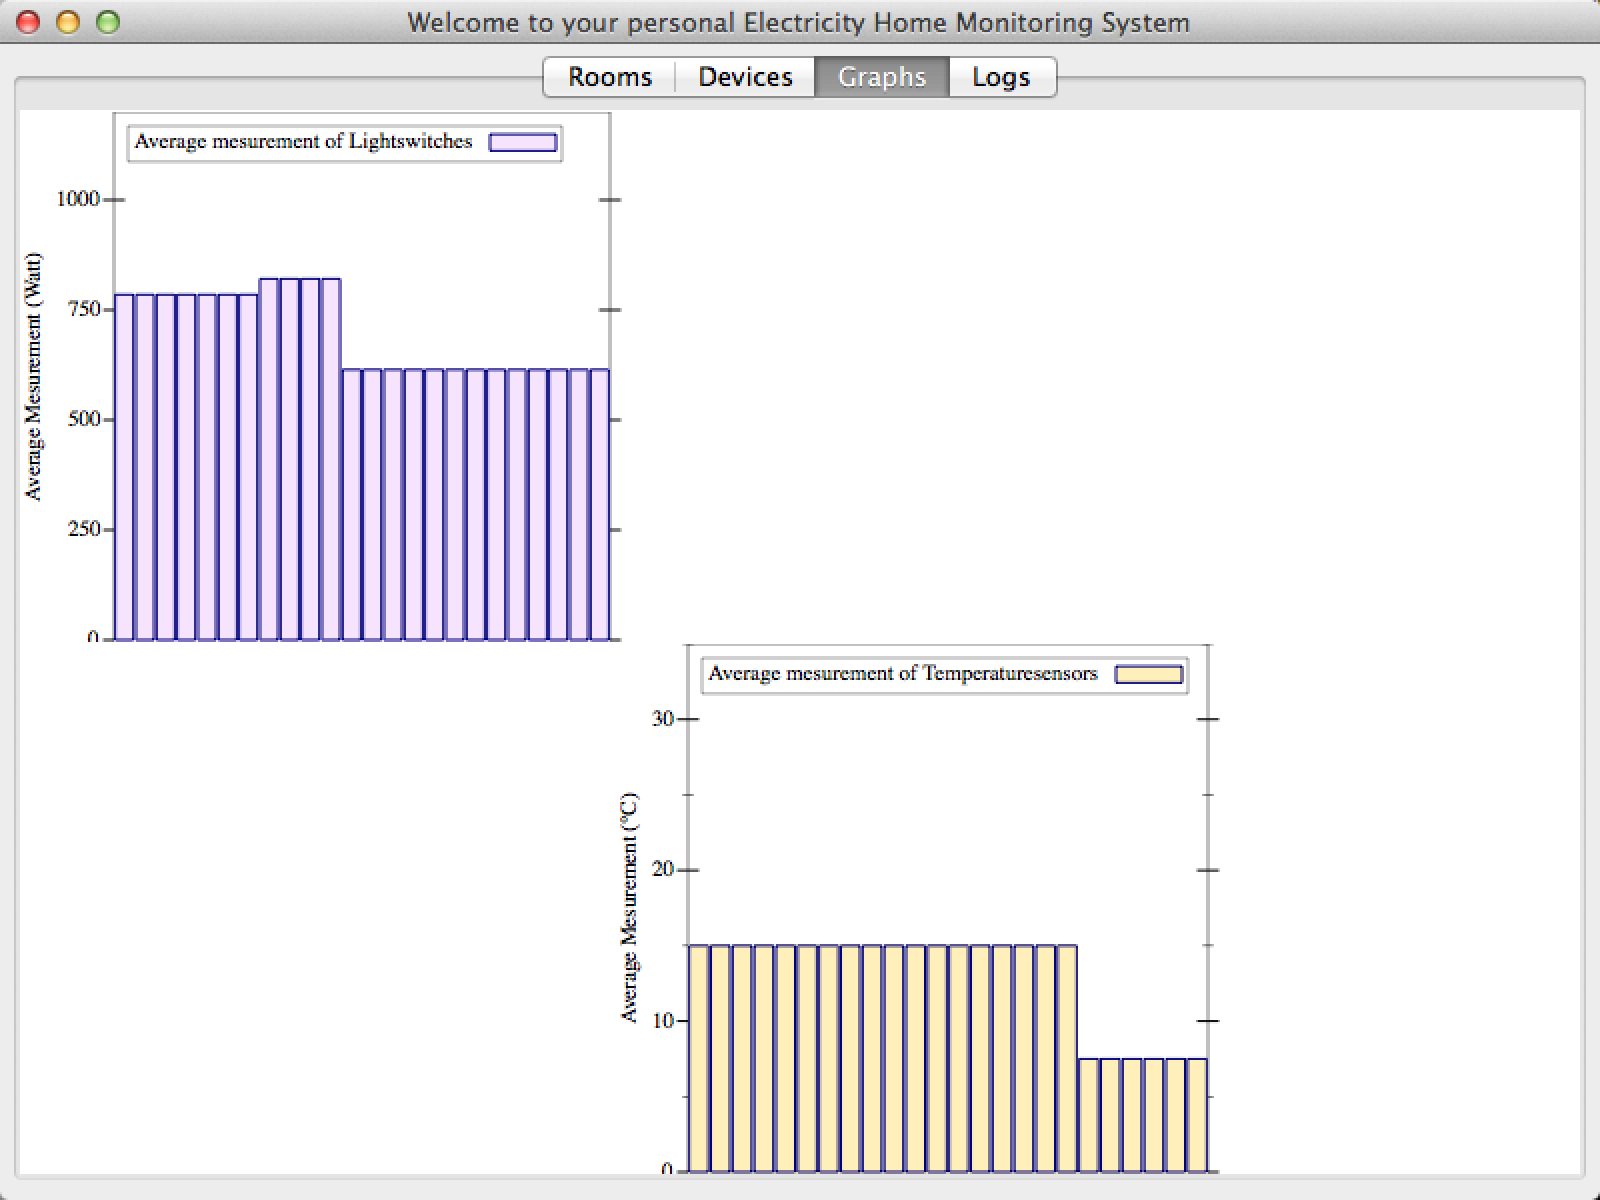 Welcome to your personal Electricity Home Monitoring System
Rooms Devices Graphs Logs
Average mesurement of Lightswitches
1000
750
500
250
0
Average Mesurement (Watt)
Average mesurement of Temperaturesensors
30
20
10
0
Average Mesurement (°C)